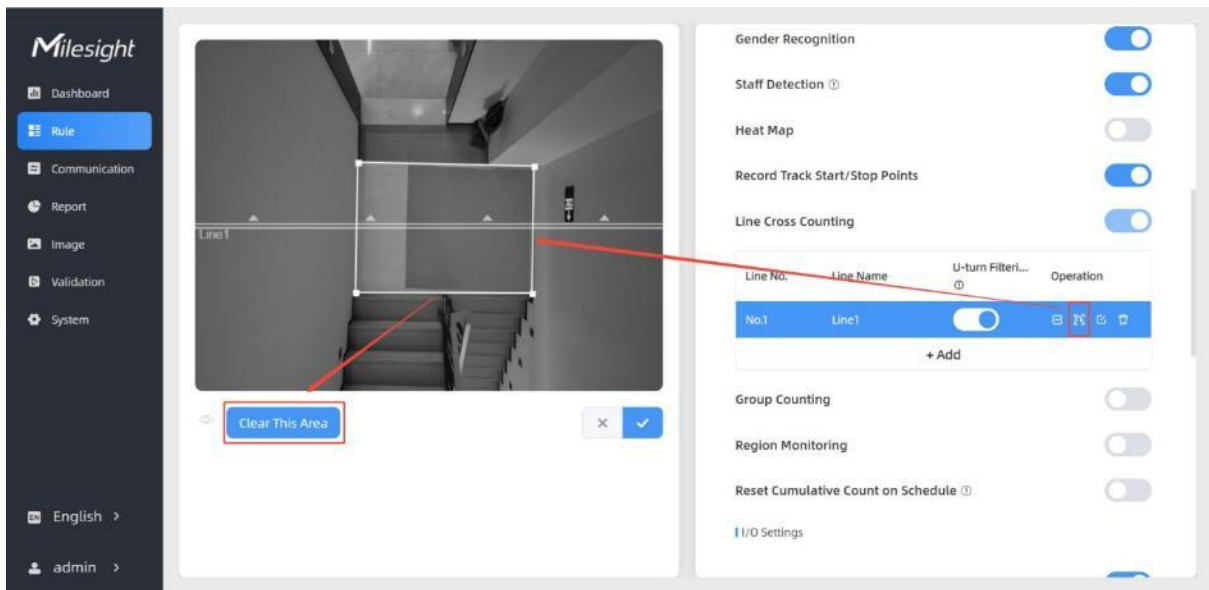 Milesight
Dashboard
Rule
Communication
Report
Image
Validation
System
English >
admin >
Line1
Clear This Area
Gender Recognition
Staff Detection
Heat Map
Record Track Start/Stop Points
Line Cross Counting
Line No. Line Name U-turn Filteri... Operation
No.1 Line1
+ Add
Group Counting
Region Monitoring
Reset Cumulative Count on Schedule
I/O Settings